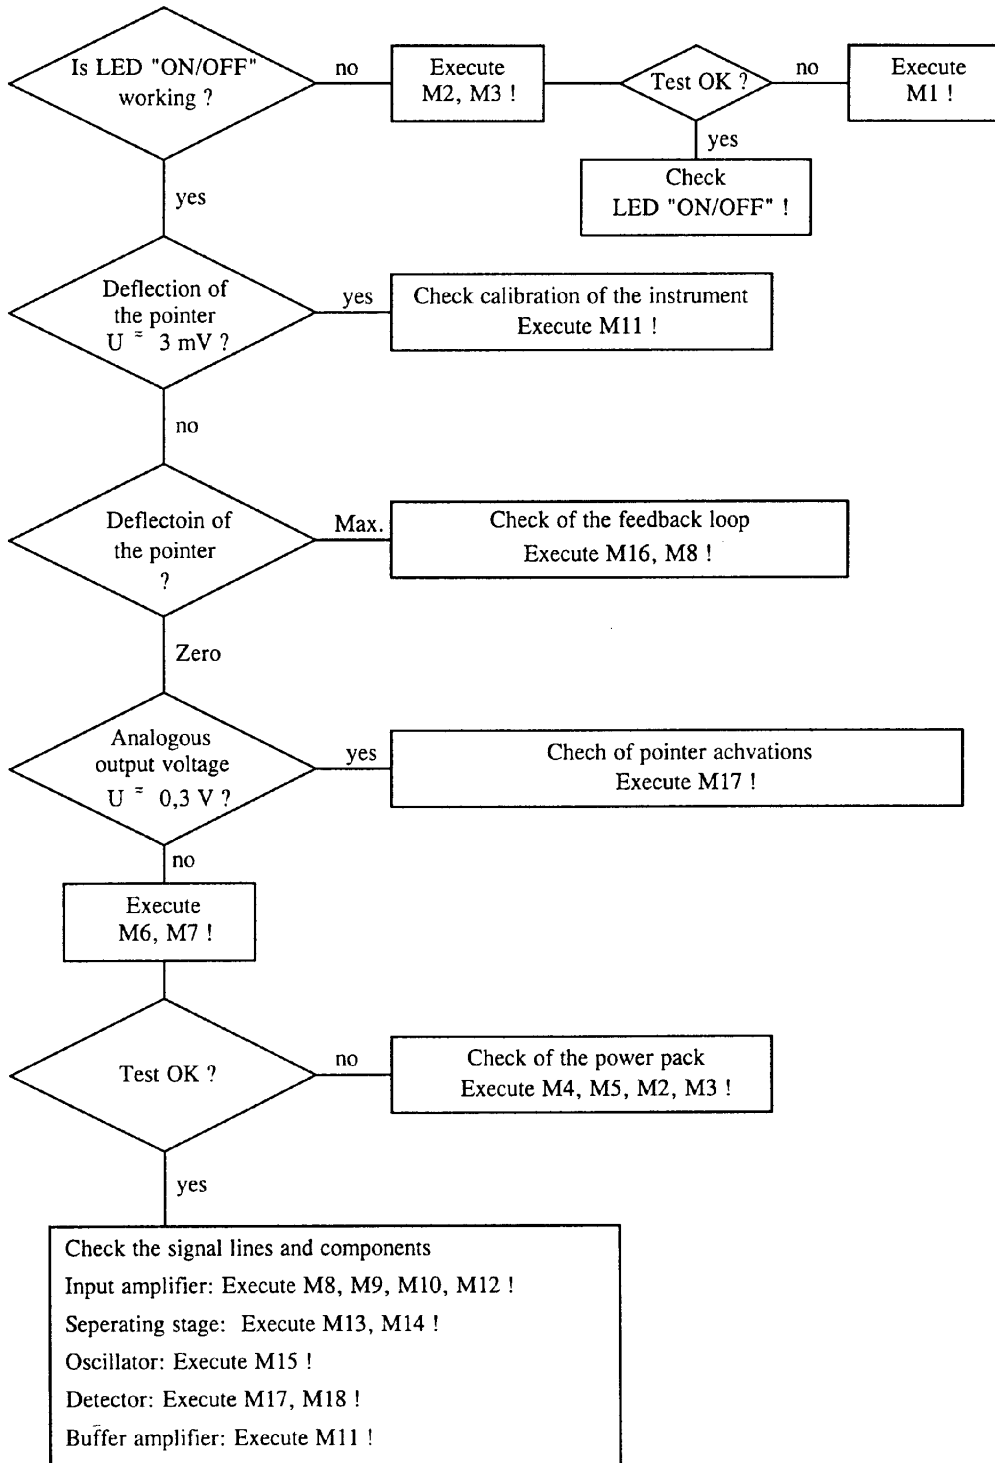 Is LED "ON/OFF"
working ?
no
Execute
M2, M3 !
Test OK ?
no
Execute
M1 !
yes
Check
LED "ON/OFF" !
yes
Deflection of
the pointer
U ≈ 3 mV ?
yes
Check calibration of the instrument
Execute M11 !
no
Deflectoin of
the pointer
?
Max.
Check of the feedback loop
Execute M16, M8 !
Zero
Analogous
output voltage
U ≈ 0,3 V ?
yes
Chech of pointer achvations
Execute M17 !
no
Execute
M6, M7 !
Test OK ?
no
Check of the power pack
Execute M4, M5, M2, M3 !
yes
Check the signal lines and components
Input amplifier: Execute M8, M9, M10, M12 !
Seperating stage: Execute M13, M14 !
Oscillator: Execute M15 !
Detector: Execute M17, M18 !
Buffer amplifier: Execute M11 !